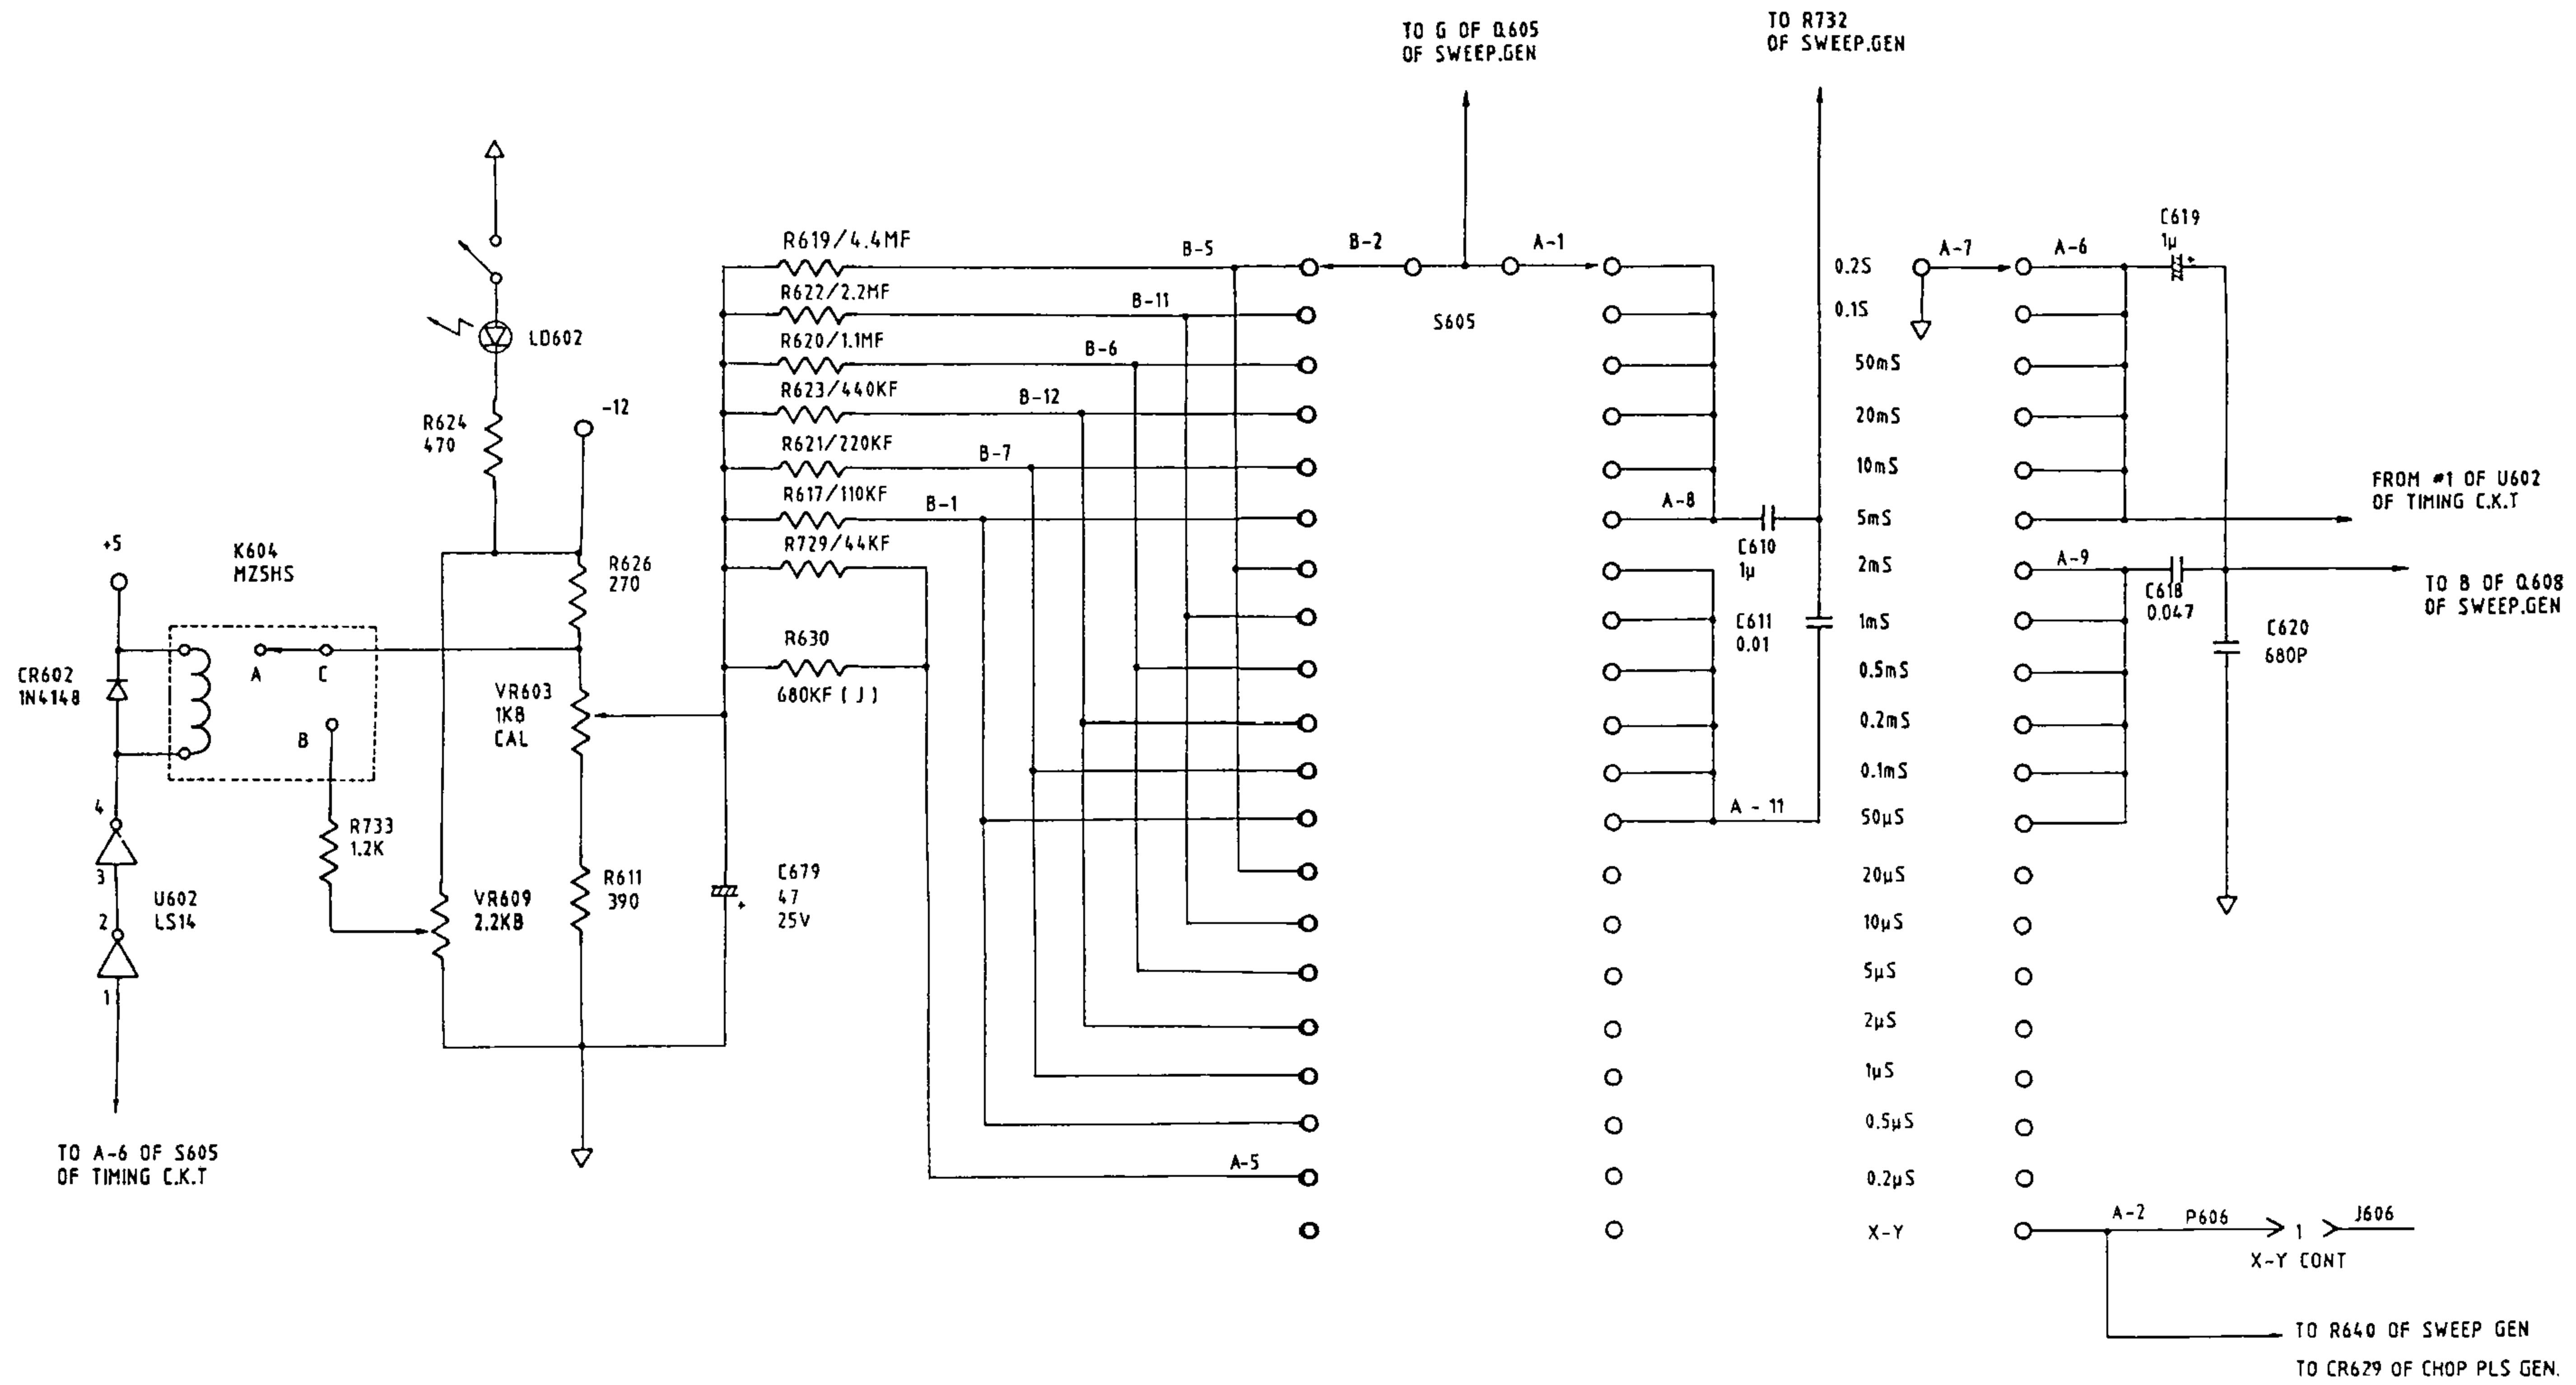 TO G OF Q605
OF SWEEP.GEN
TO R732
OF SWEEP.GEN
LD602
R624
470
-12
+5
K604
MZ5HS
R626
270
A
C
B
CR602
1N4148
VR603
1KB
CAL
4
3
2
1
U602
LS14
R733
1.2K
VR609
2.2KB
R611
390
C679
47
25V
+
TO A-6 OF S605
OF TIMING C.K.T
R619/4.4MF
R622/2.2MF
R620/1.1MF
R623/440KF
R621/220KF
R617/110KF
R729/44KF
R630
680KF (J)
B-5
B-11
B-6
B-12
B-7
B-1
A-5
B-2
A-1
S605
A-8
C610
1µ
C611
0.01
A - 11
0.2S
0.1S
50mS
20mS
10mS
5mS
2mS
1mS
0.5mS
0.2mS
0.1mS
50µS
20µS
10µS
5µS
2µS
1µS
0.5µS
0.2µS
X-Y
A-7
A-6
C619
1µ
+
FROM #1 OF U602
OF TIMING C.K.T
A-9
C618
0.047
TO B OF Q608
OF SWEEP.GEN
C620
680P
A-2
P606
1
J606
X-Y CONT
TO R640 OF SWEEP GEN
TO CR629 OF CHOP PLS GEN.